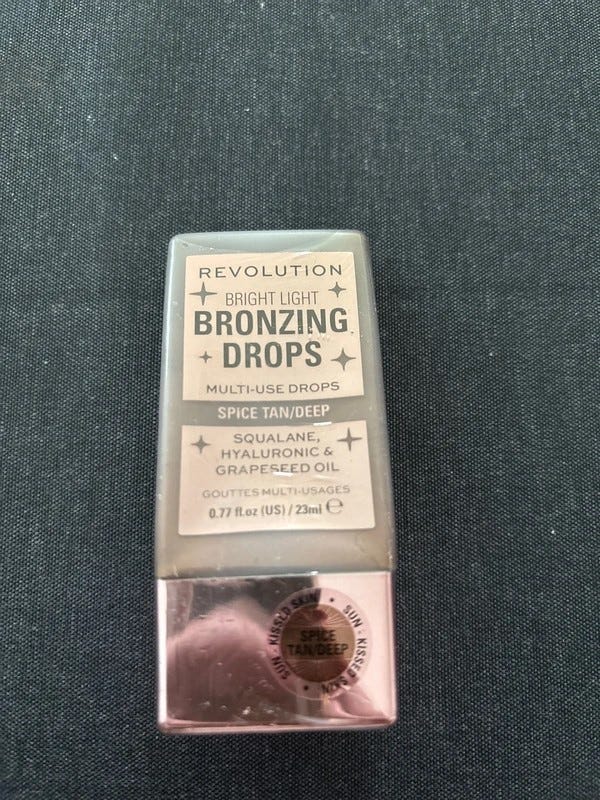 REVOLUTION
BRIGHT LIGHT
BRONZING
DROPS
MULTI-USE DROPS
SPICE TAN/DEEP
SQUALANE,
HYALURONIC &
GRAPESEED OIL
GOUTTES MULTI-USAGES
0.77 fl.oz (US) / 23ml ℮
SUN - KISSED SKIN • SUN - KISSED SKIN •
SPICE
TAN/DEEP